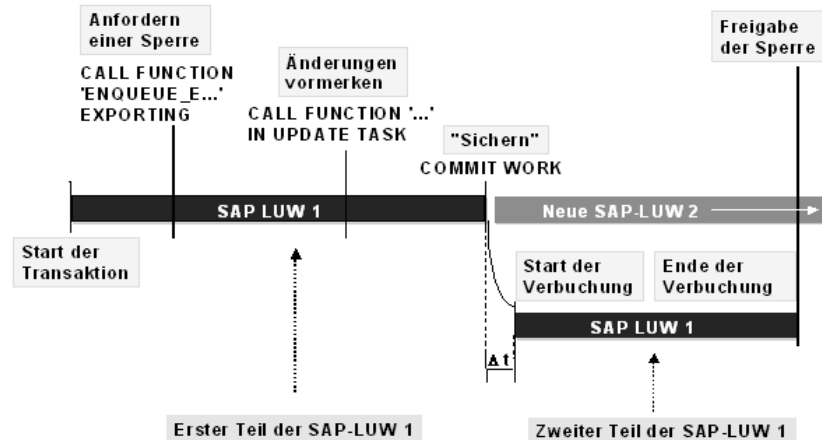 Anfordern
einer Sperre
CALL FUNCTION
'ENQUEUE_E...'
EXPORTING
Änderungen
vormerken
CALL FUNCTION '...'
IN UPDATE TASK
"Sichern"
COMMIT WORK
Freigabe
der Sperre
SAP LUW 1
Neue SAP-LUW 2
Start der
Transaktion
Start der
Verbuchung
Ende der
Verbuchung
SAP LUW 1
Δt
Erster Teil der SAP-LUW 1
Zweiter Teil der SAP-LUW 1